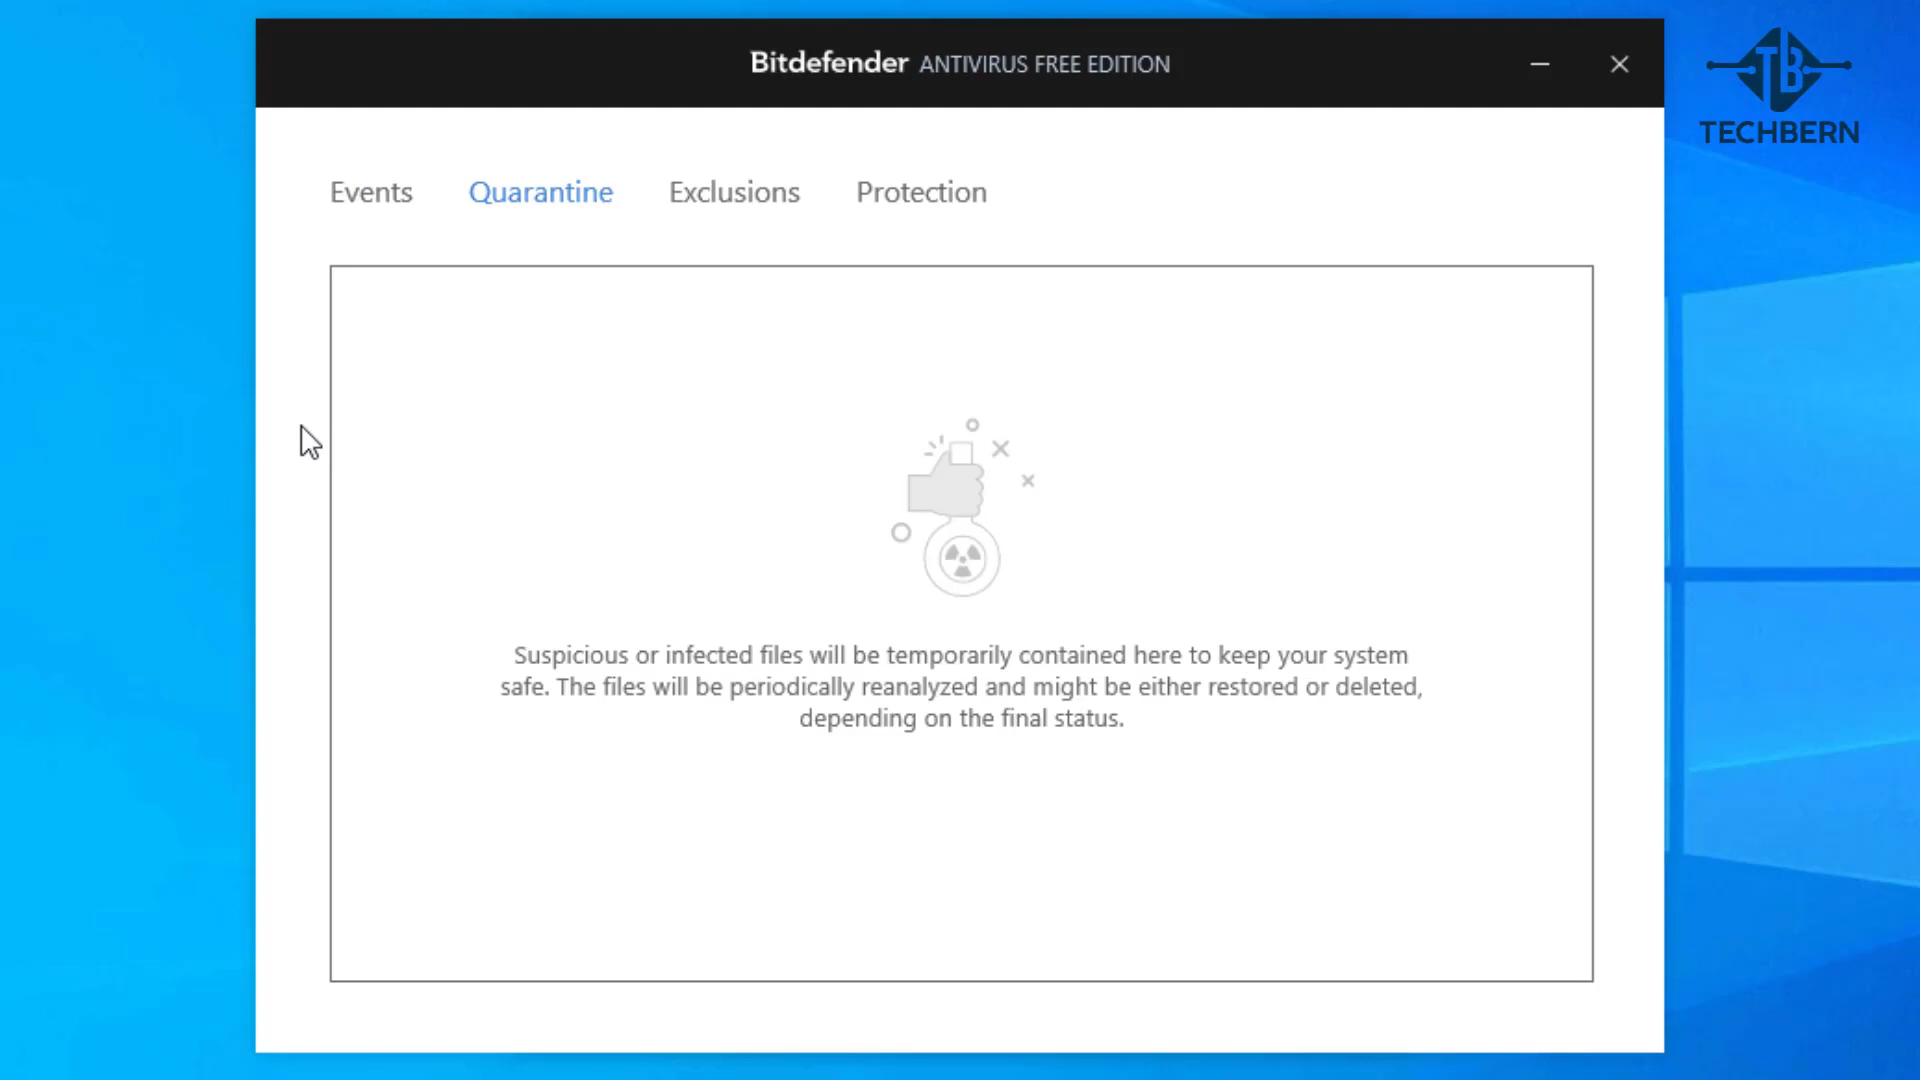 Bitdefender ANTIVIRUS FREE EDITION
TB
TECHBERN
Events Quarantine Exclusions Protection
Suspicious or infected files will be temporarily contained here to keep your system
safe. The files will be periodically reanalyzed and might be either restored or deleted,
depending on the final status.